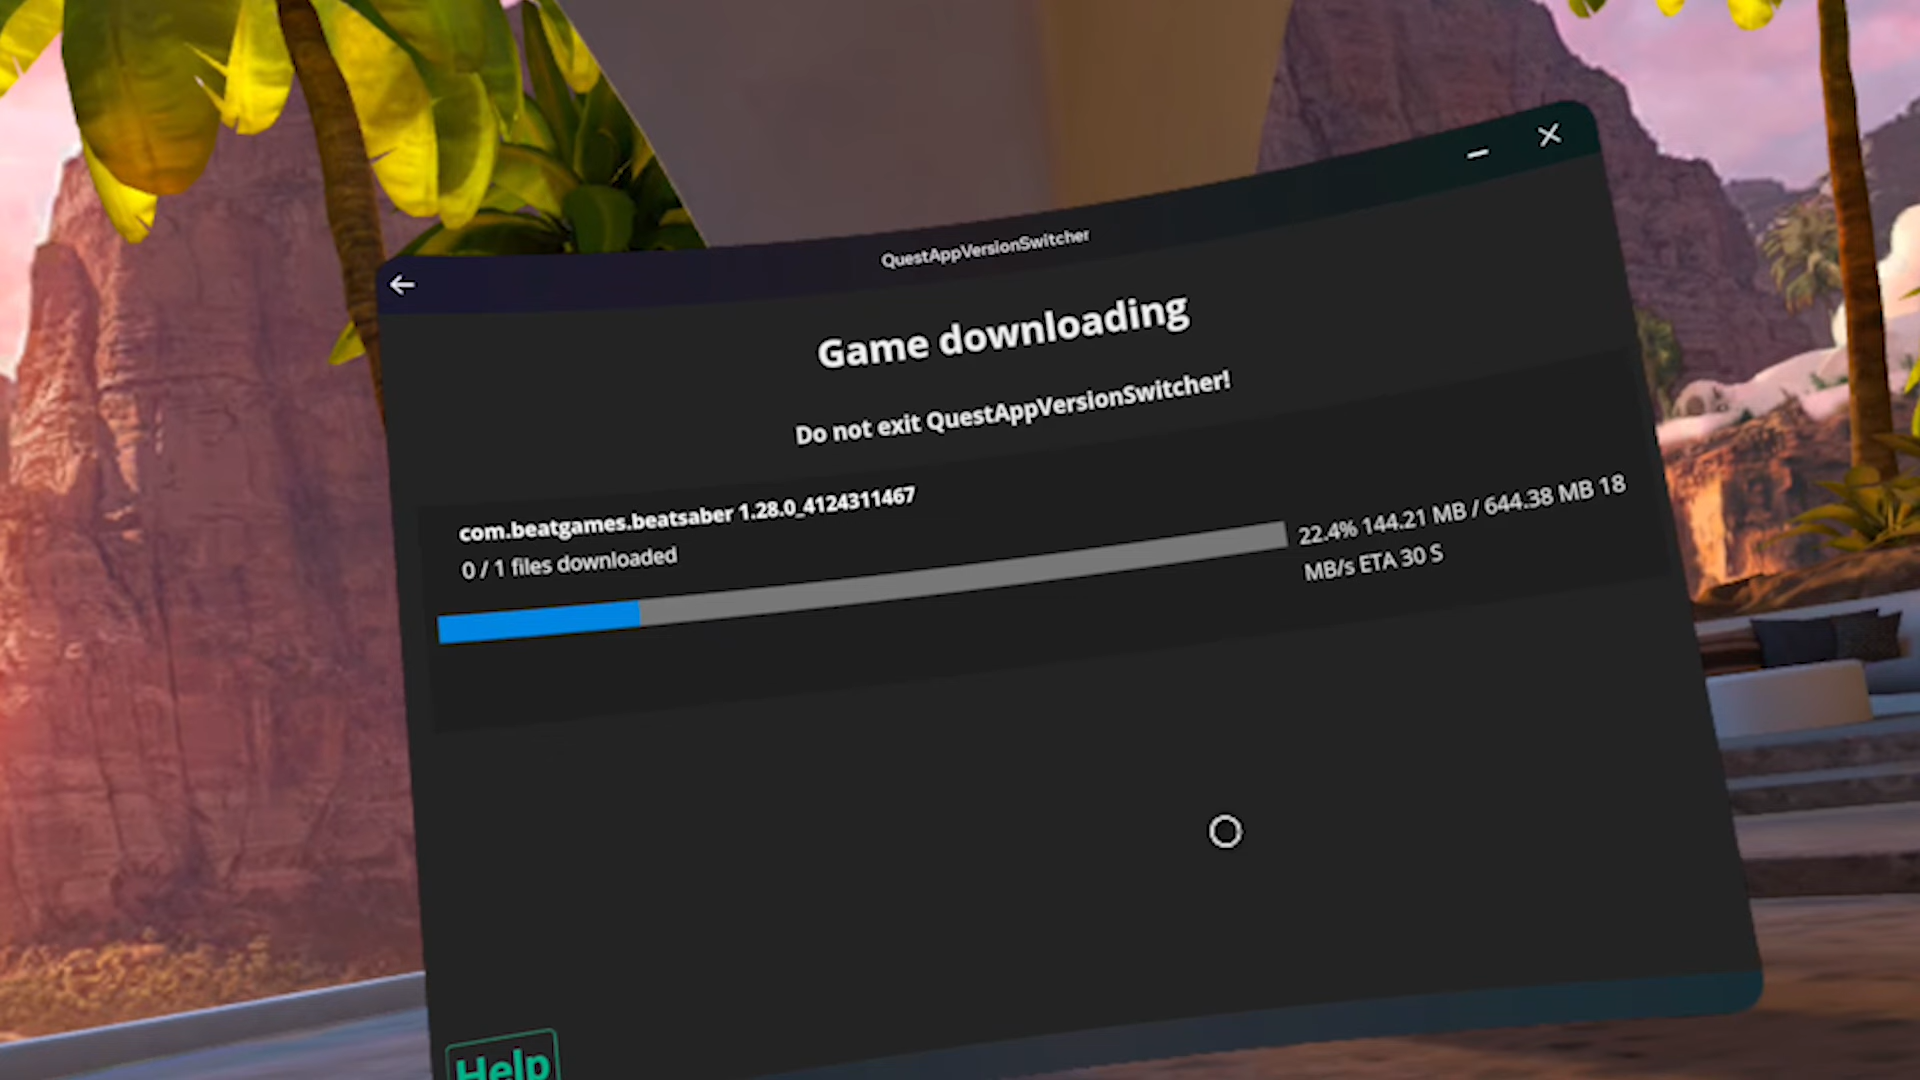 QuestAppVersionSwitcher
Game downloading
Do not exit QuestAppVersionSwitcher!
com.beatgames.beatsaber 1.28.0_4124311467
0 / 1 files downloaded
22.4% 144.21 MB / 644.38 MB 18
MB/s ETA 30 S
Help